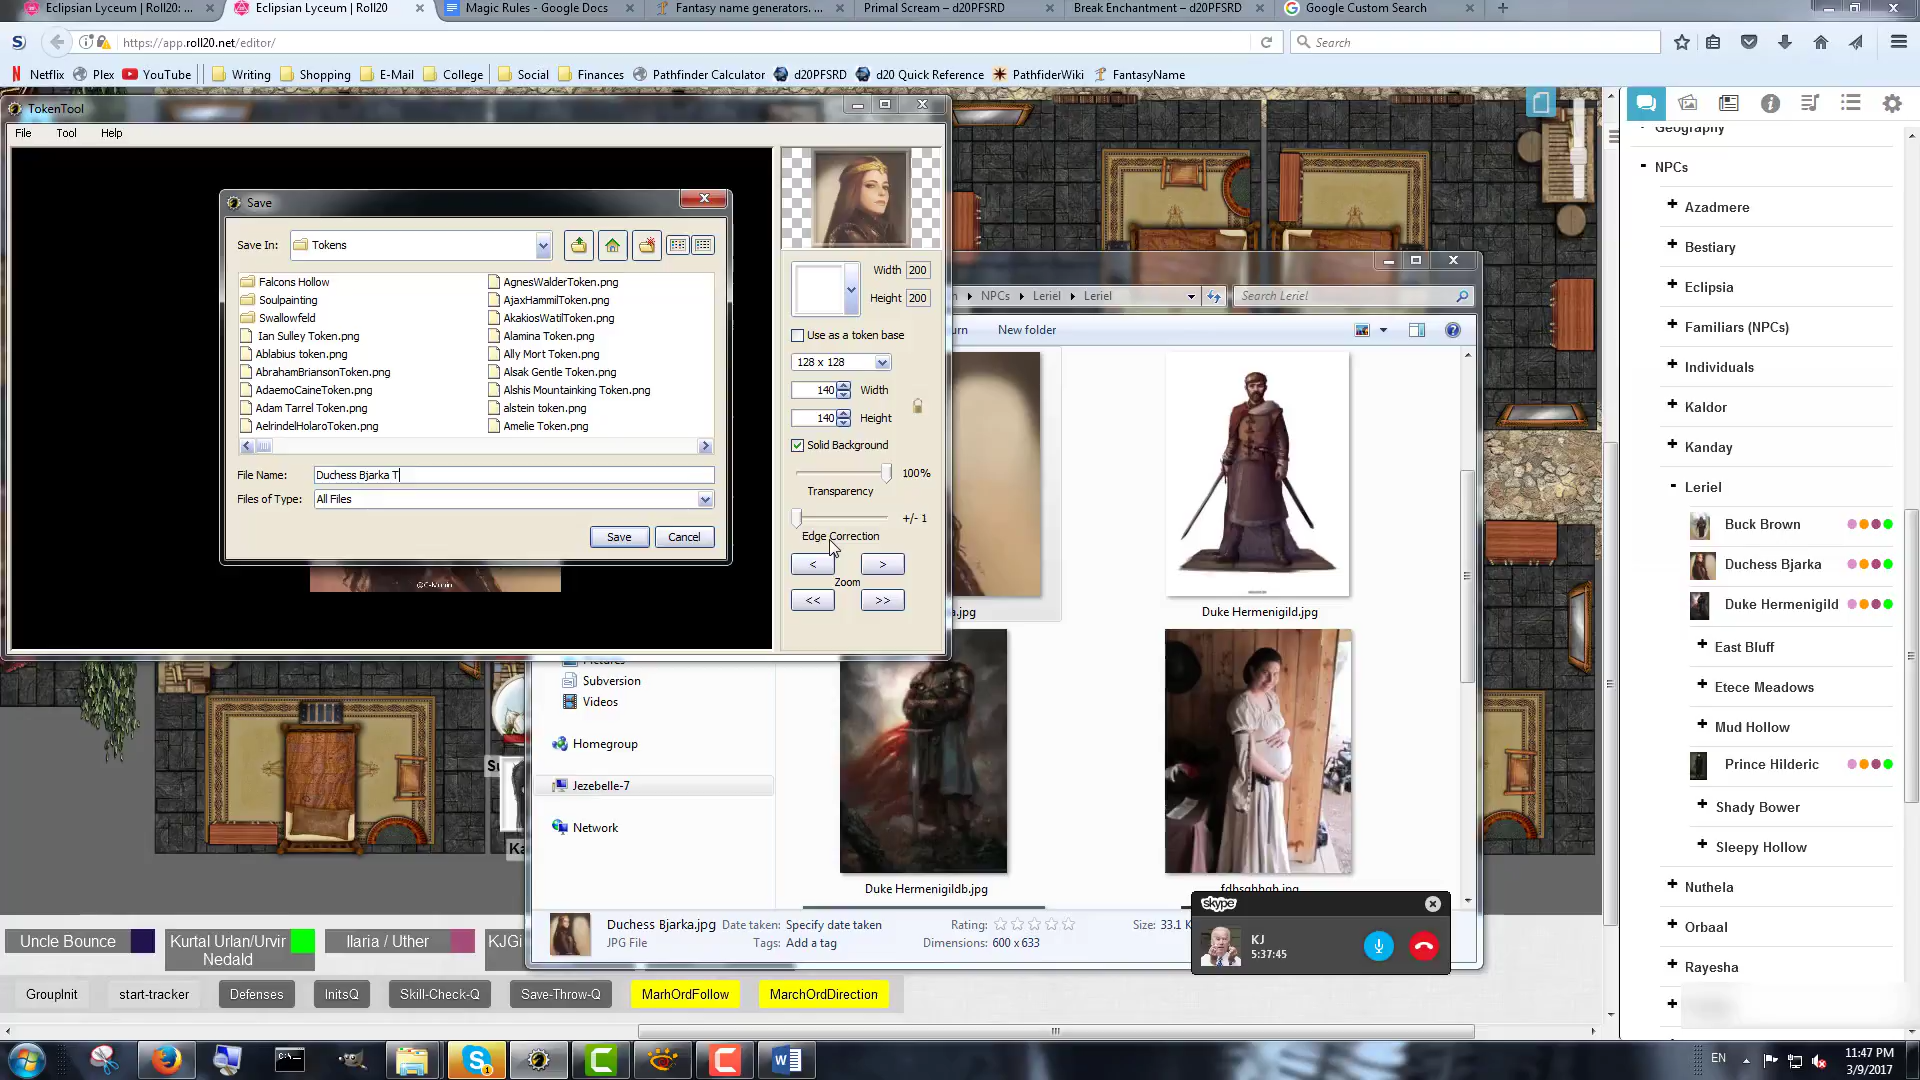 Eclipsian Lyceum | Roll20:
Eclipsian Lyceum | Roll20
Magic Rules - Google Docs
Fantasy name generators.
Primal Scream – d20PFSRD
Break Enchantment – d20PFSRD
Google Custom Search
https://app.roll20.net/editor/
Search
Netflix
Plex
YouTube
Writing
Shopping
E-Mail
College
Social
Finances
Pathfinder Calculator
d20PFSRD
d20 Quick Reference
PathfiderWiki
FantasyName
TokenTool
File Tool Help
Save
Save In: Tokens
Falcons Hollow
Soulpainting
Swallowfeld
Ian Sulley Token.png
Ablabius token.png
AbrahamBriansonToken.png
AdaemoCaineToken.png
Adam Tarrel Token.png
AelrindelHolaroToken.png
AgnesWalderToken.png
AjaxHammilToken.png
AkakiosWatilToken.png
Alamina Token.png
Ally Mort Token.png
Alsak Gentle Token.png
Alshis Mountainking Token.png
alstein token.png
Amelie Token.png
File Name: Duchess Bjarka T
Files of Type: All Files
Save Cancel
Width 200
Height 200
Use as a token base
128 x 128
140 Width
140 Height
Solid Background
100%
Transparency
+/- 1
Edge Correction
< >
Zoom
<< >>
NPCs Leriel Leriel
Search Leriel
New folder
a.jpg
Duke Hermenigild.jpg
Duke Hermenigildb.jpg
Pictures
Subversion
Videos
Homegroup
Jezebelle-7
Network
Duchess Bjarka.jpg
JPG File
Date taken: Specify date taken
Tags: Add a tag
Rating:
Dimensions: 600 x 633
Size: 33.1 K
skype
KJ
5:37:45
Geography
NPCs
Azadmere
Bestiary
Eclipsia
Familiars (NPCs)
Individuals
Kaldor
Kanday
Leriel
Buck Brown
Duchess Bjarka
Duke Hermenigild
East Bluff
Etece Meadows
Mud Hollow
Prince Hilderic
Shady Bower
Sleepy Hollow
Nuthela
Orbaal
Rayesha
Uncle Bounce
Kurtal Urlan/Urvir
Nedald
Ilaria / Uther
KJGi
GroupInit
start-tracker
Defenses
InitsQ
Skill-Check-Q
Save-Throw-Q
MarhOrdFollow
MarchOrdDirection
EN
11:47 PM
3/9/2017